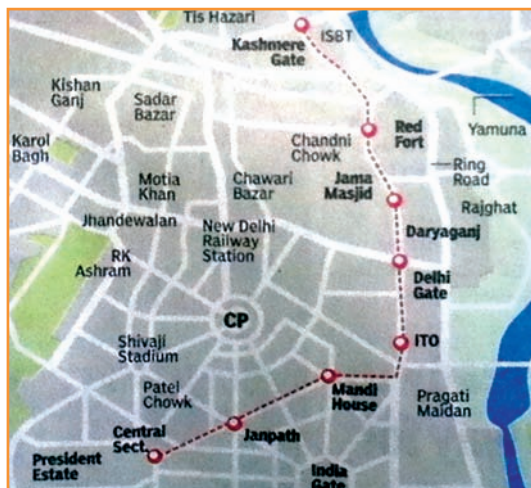 Tis Hazari
ISBT
Kashmere
Gate
Kishan
Ganj
Sadar
Bazar
Karol
Bagh
Chandni
Chowk
Red
Fort
Yamuna
Ring
Road
Motia
Khan
Chawari
Bazar
Jama
Masjid
Rajghat
Jhandewalan
New Delhi
Railway
Station
Daryaganj
RK
Ashram
Delhi
Gate
CP
Shivaji
Stadium
ITO
Patel
Chowk
Mandi
House
Pragati
Maidan
Central
Sect.
Janpath
President
Estate
India
Gate